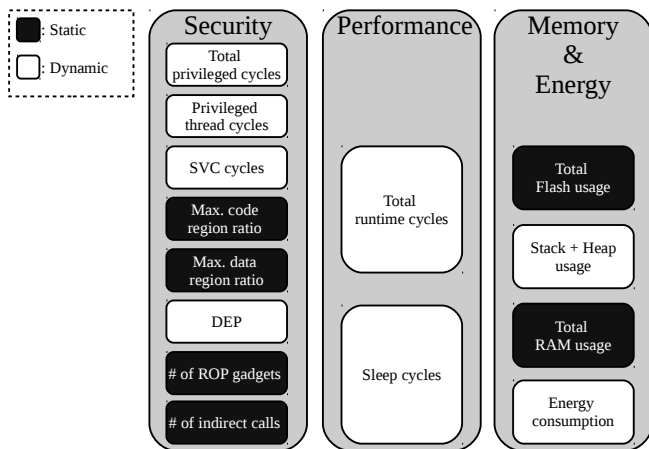 : Static
: Dynamic
Security
Total
privileged cycles
Privileged
thread cycles
SVC cycles
Max. code
region ratio
Max. data
region ratio
DEP
# of ROP gadgets
# of indirect calls
Performance
Total
runtime cycles
Sleep cycles
Memory
&
Energy
Total
Flash usage
Stack + Heap
usage
Total
RAM usage
Energy
consumption